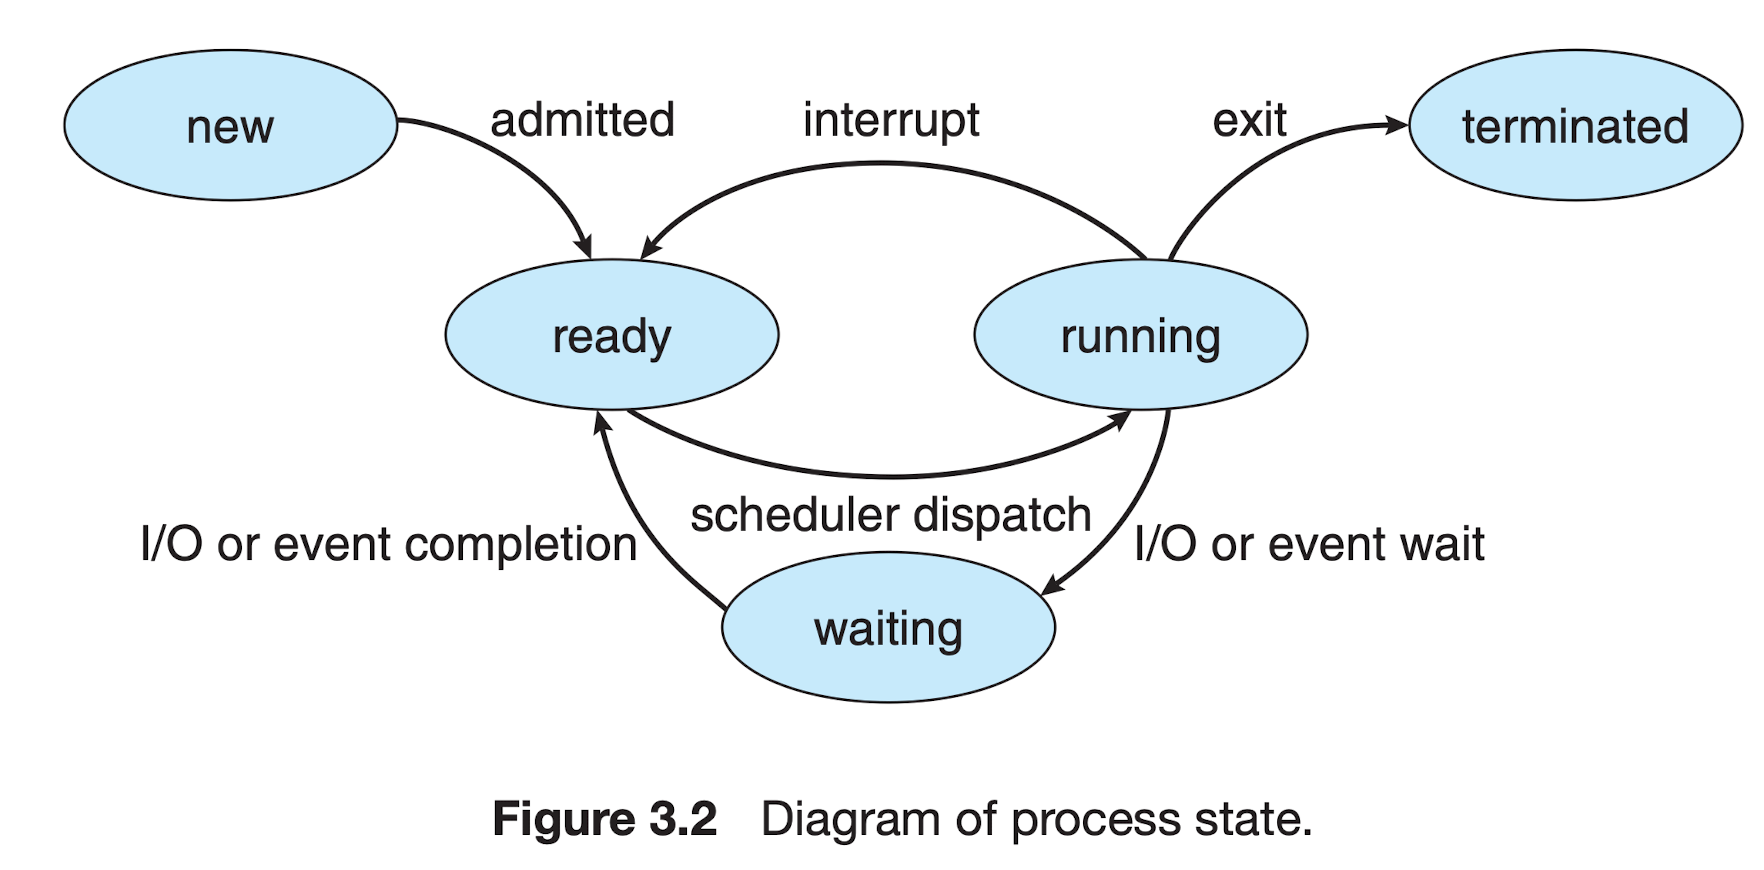 new
admitted
interrupt
exit
terminated
ready
running
scheduler dispatch
I/O or event completion
I/O or event wait
waiting
Figure 3.2 Diagram of process state.